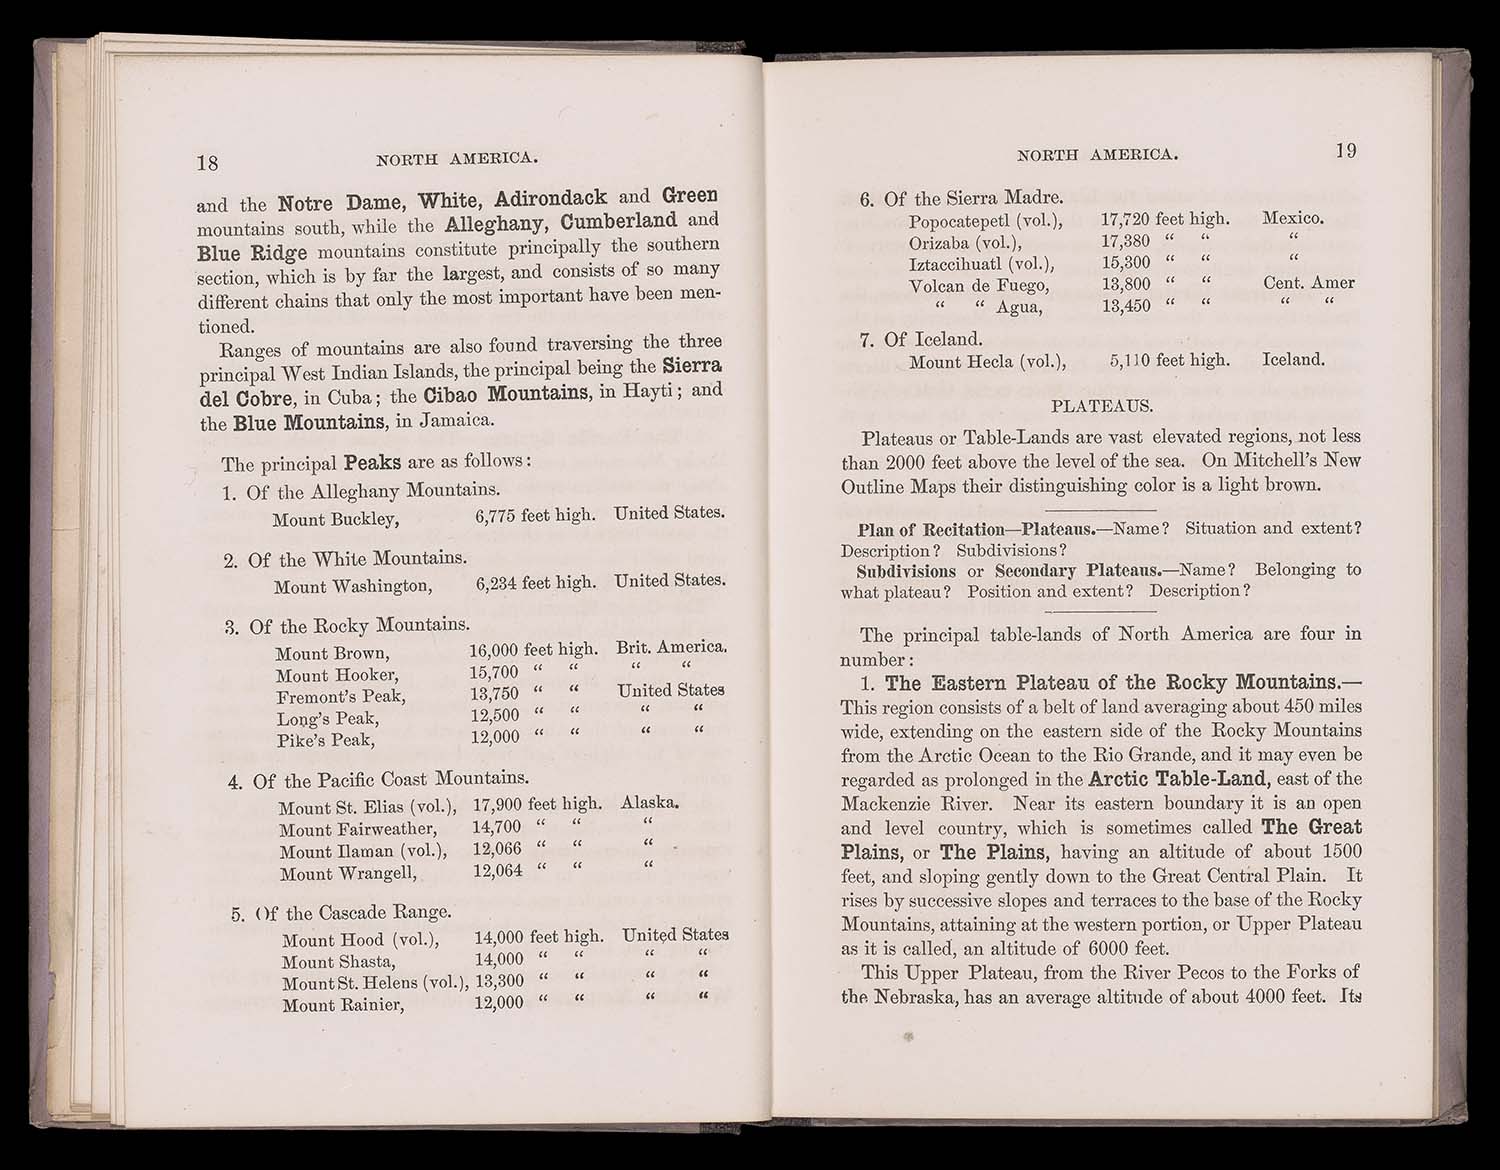 18
NORTH AMERICA.
and the Notre Dame, White, Adirondack and Green
mountains south, while the Alleghany, Cumberland and
Blue Ridge mountains constitute principally the southern
section, which is by far the largest, and consists of so many
different chains that only the most important have been men-
tioned.
Ranges of mountains are also found traversing the three
principal West Indian Islands, the principal being the Sierra
del Cobre, in Cuba; the Cibao Mountains, in Hayti; and
the Blue Mountains, in Jamaica.
The principal Peaks are as follows:
1. Of the Alleghany Mountains.
Mount Buckley, 6,775 feet high. United States.
2. Of the White Mountains.
Mount Washington, 6,234 feet high. United States.
3. Of the Rocky Mountains.
Mount Brown, 16,000 feet high. Brit. America.
Mount Hooker, 15,700 “ “ “ “
Fremont's Peak, 13,750 “ “ United States
Long's Peak, 12,500 “ “ “ “
Pike's Peak, 12,000 “ “ “ “
4. Of the Pacific Coast Mountains.
Mount St. Elias (vol.), 17,900 feet high. Alaska.
Mount Fairweather, 14,700 “ “ “
Mount Ilaman (vol.), 12,066 “ “ “
Mount Wrangell, 12,064 “ “ “
5. Of the Cascade Range.
Mount Hood (vol.), 14,000 feet high. United States
Mount Shasta, 14,000 “ “ “ “
Mount St. Helens (vol.), 13,300 “ “ “ “
Mount Rainier, 12,000 “ “ “ “
NORTH AMERICA.
19
6. Of the Sierra Madre.
Popocatepetl (vol.), 17,720 feet high. Mexico.
Orizaba (vol.), 17,380 “ “ “
Iztaccihuatl (vol.), 15,300 “ “ “
Volcan de Fuego, 13,800 “ “ Cent. Amer
“ “ Agua, 13,450 “ “ “ “
7. Of Iceland.
Mount Hecla (vol.), 5,110 feet high. Iceland.
PLATEAUS.
Plateaus or Table-Lands are vast elevated regions, not less
than 2000 feet above the level of the sea. On Mitchell's New
Outline Maps their distinguishing color is a light brown.
Plan of Recitation—Plateaus.—Name? Situation and extent?
Description? Subdivisions?
Subdivisions or Secondary Plateaus.—Name? Belonging to
what plateau? Position and extent? Description?
The principal table-lands of North America are four in
number:
1. The Eastern Plateau of the Rocky Mountains.—
This region consists of a belt of land averaging about 450 miles
wide, extending on the eastern side of the Rocky Mountains
from the Arctic Ocean to the Rio Grande, and it may even be
regarded as prolonged in the Arctic Table-Land, east of the
Mackenzie River. Near its eastern boundary it is an open
and level country, which is sometimes called The Great
Plains, or The Plains, having an altitude of about 1500
feet, and sloping gently down to the Great Central Plain. It
rises by successive slopes and terraces to the base of the Rocky
Mountains, attaining at the western portion, or Upper Plateau
as it is called, an altitude of 6000 feet.
This Upper Plateau, from the River Pecos to the Forks of
the Nebraska, has an average altitude of about 4000 feet. Its